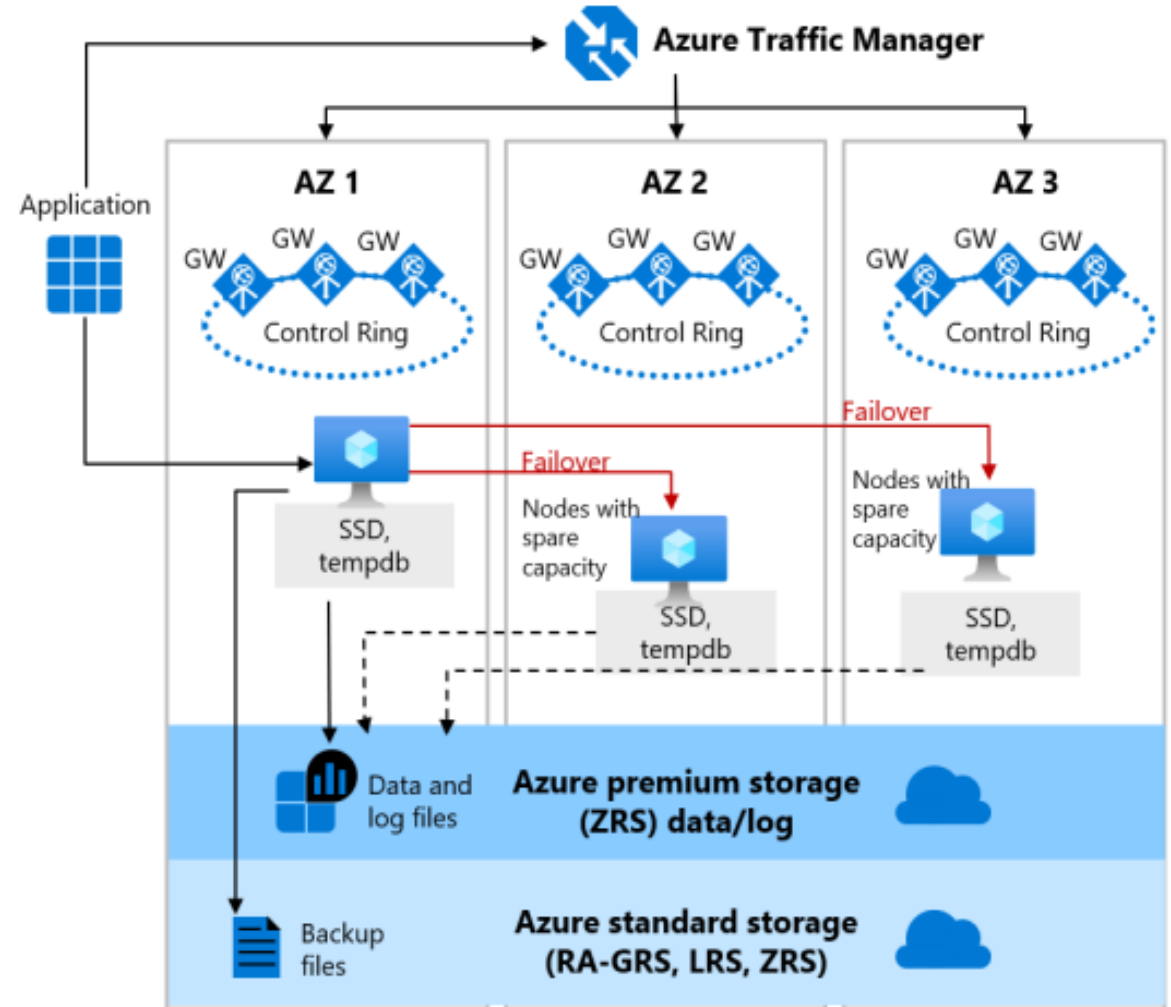 Azure Traffic Manager
Application
AZ 1
AZ 2
AZ 3
GW
GW
GW
GW
GW
GW
GW
GW
GW
Control Ring
Control Ring
Control Ring
Failover
Failover
Nodes with
spare
capacity
Nodes with
spare
capacity
SSD,
tempdb
SSD,
tempdb
SSD,
tempdb
Data and
log files
Azure premium storage
(ZRS) data/log
Backup
files
Azure standard storage
(RA-GRS, LRS, ZRS)